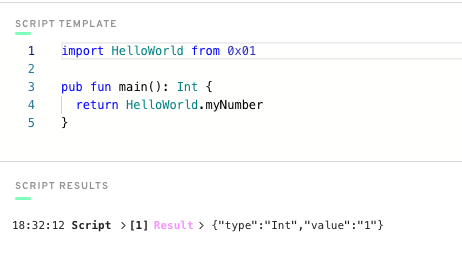 SCRIPT TEMPLATE
1 import HelloWorld from 0x01
2
3 pub fun main(): Int {
4   return HelloWorld.myNumber
5 }
SCRIPT RESULTS
18:32:12 Script >[1] Result > {"type":"Int","value":"1"}